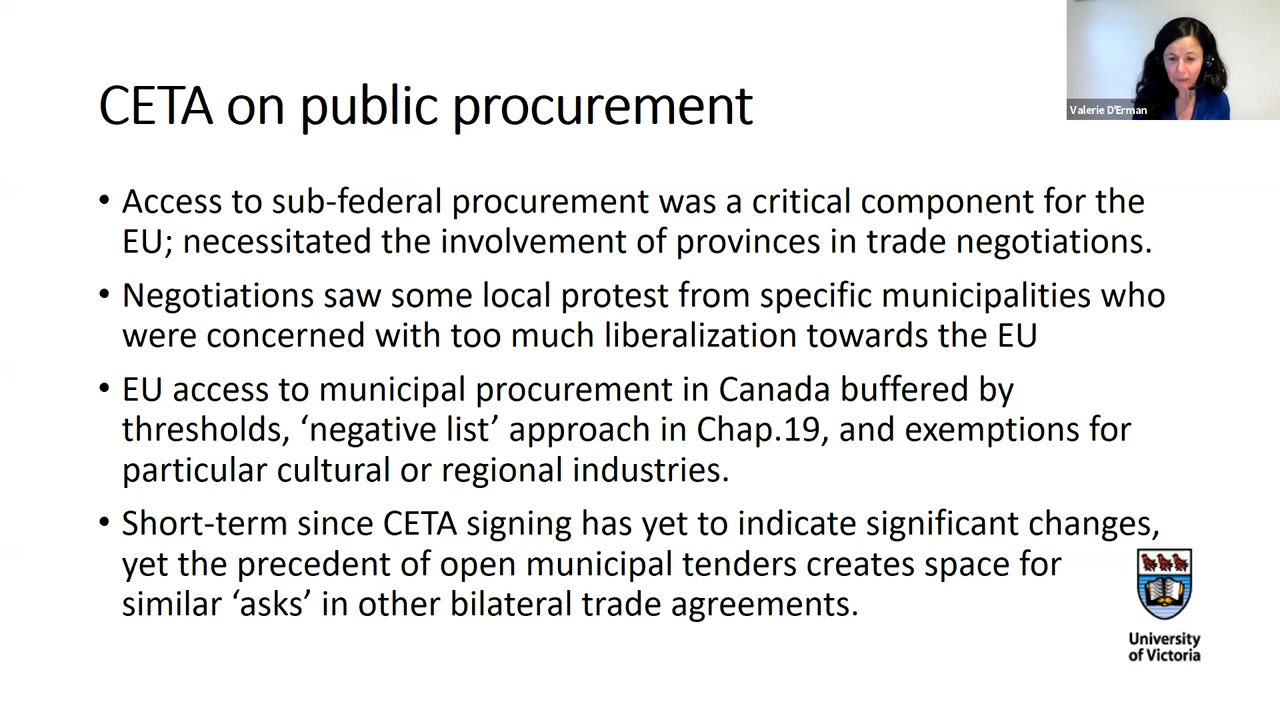 CETA on public procurement
Valerie D'Erman
• Access to sub-federal procurement was a critical component for the
EU; necessitated the involvement of provinces in trade negotiations.
• Negotiations saw some local protest from specific municipalities who
were concerned with too much liberalization towards the EU
• EU access to municipal procurement in Canada buffered by
thresholds, ‘negative list’ approach in Chap.19, and exemptions for
particular cultural or regional industries.
• Short-term since CETA signing has yet to indicate significant changes,
yet the precedent of open municipal tenders creates space for
similar ‘asks’ in other bilateral trade agreements.
University
of Victoria